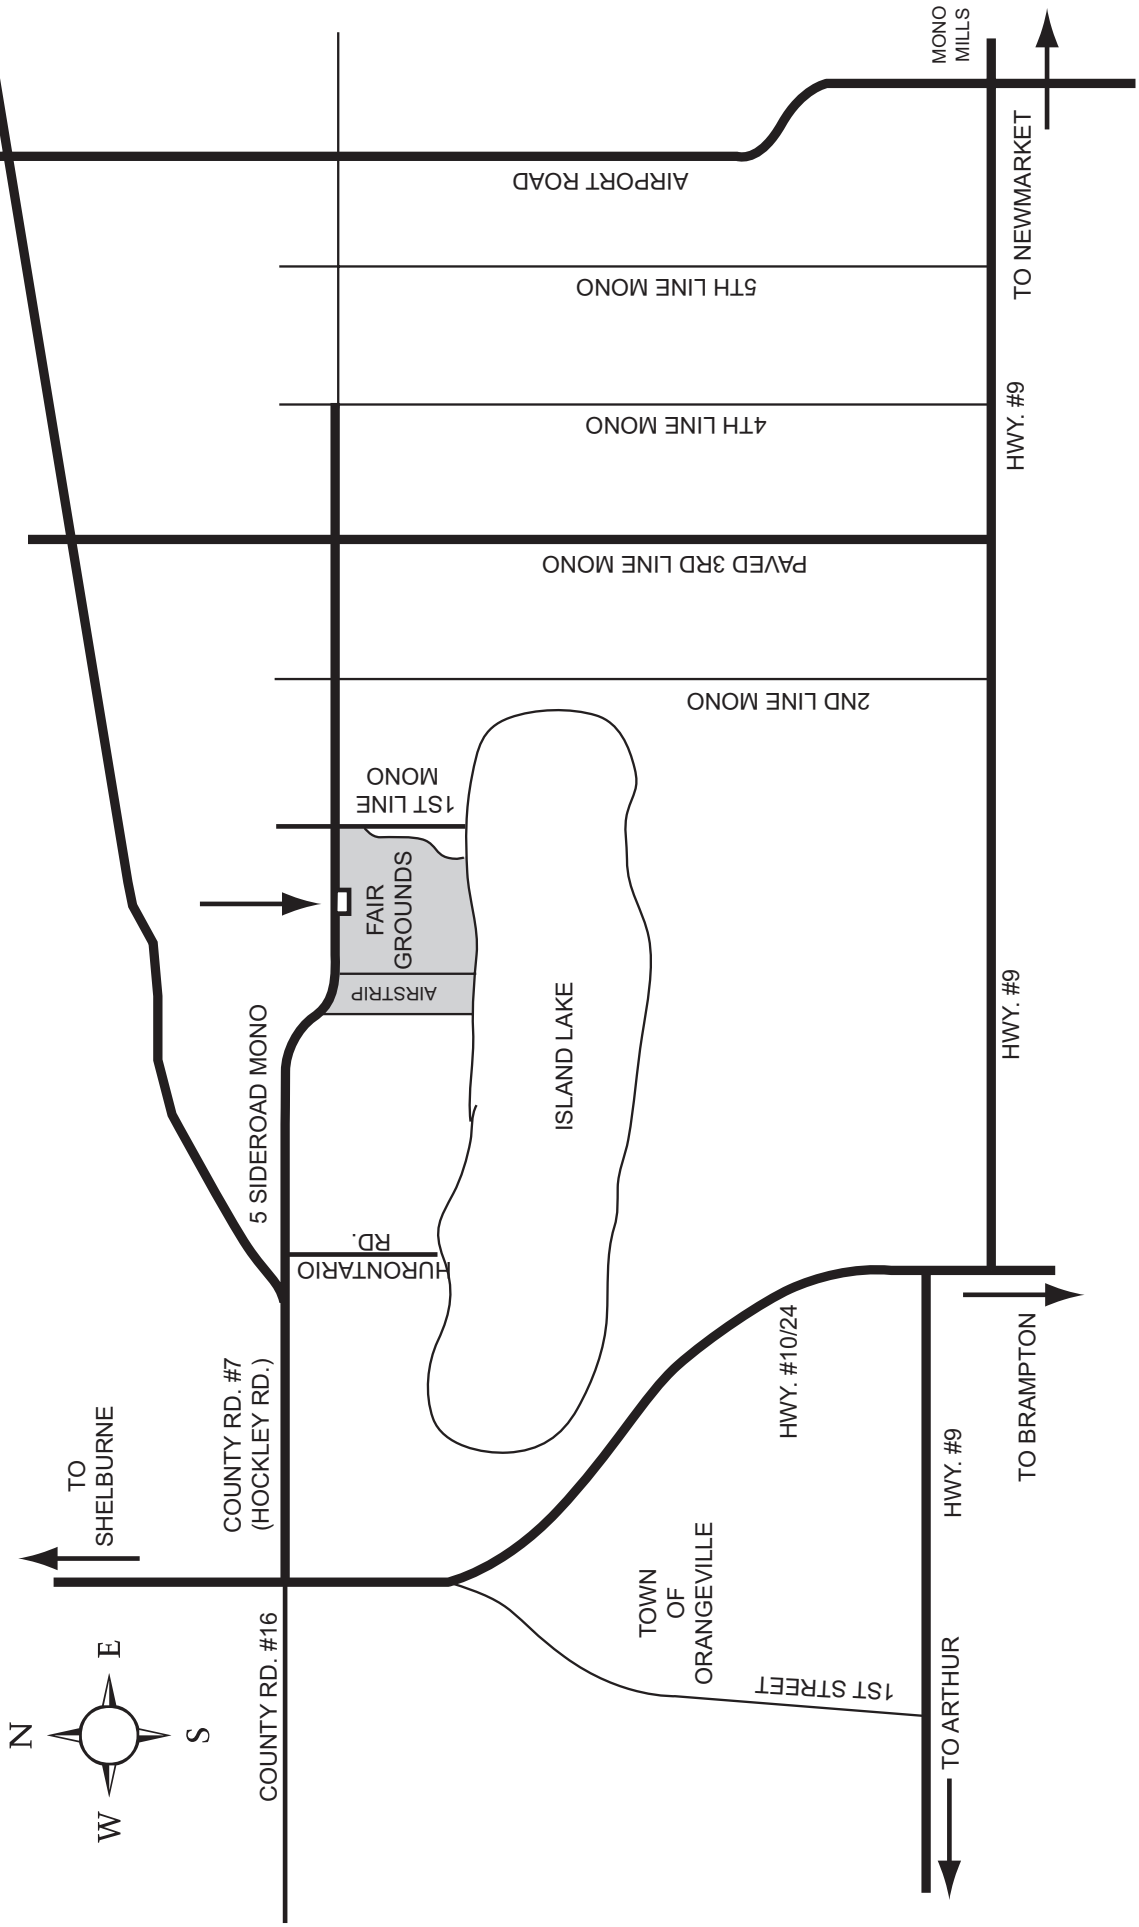 N
W
E
S
TO
SHELBURNE
COUNTY RD. #16
COUNTY RD. #7
(HOCKLEY RD.)
5 SIDEROAD MONO
HURONTARIO
RD.
AIRSTRIP
FAIR
GROUNDS
1ST LINE
MONO
ISLAND LAKE
2ND LINE MONO
PAVED 3RD LINE MONO
4TH LINE MONO
5TH LINE MONO
AIRPORT ROAD
MONO
MILLS
TO NEWMARKET
HWY. #9
HWY. #9
HWY. #10/24
TOWN
OF
ORANGEVILLE
1ST STREET
HWY. #9
TO ARTHUR
TO BRAMPTON